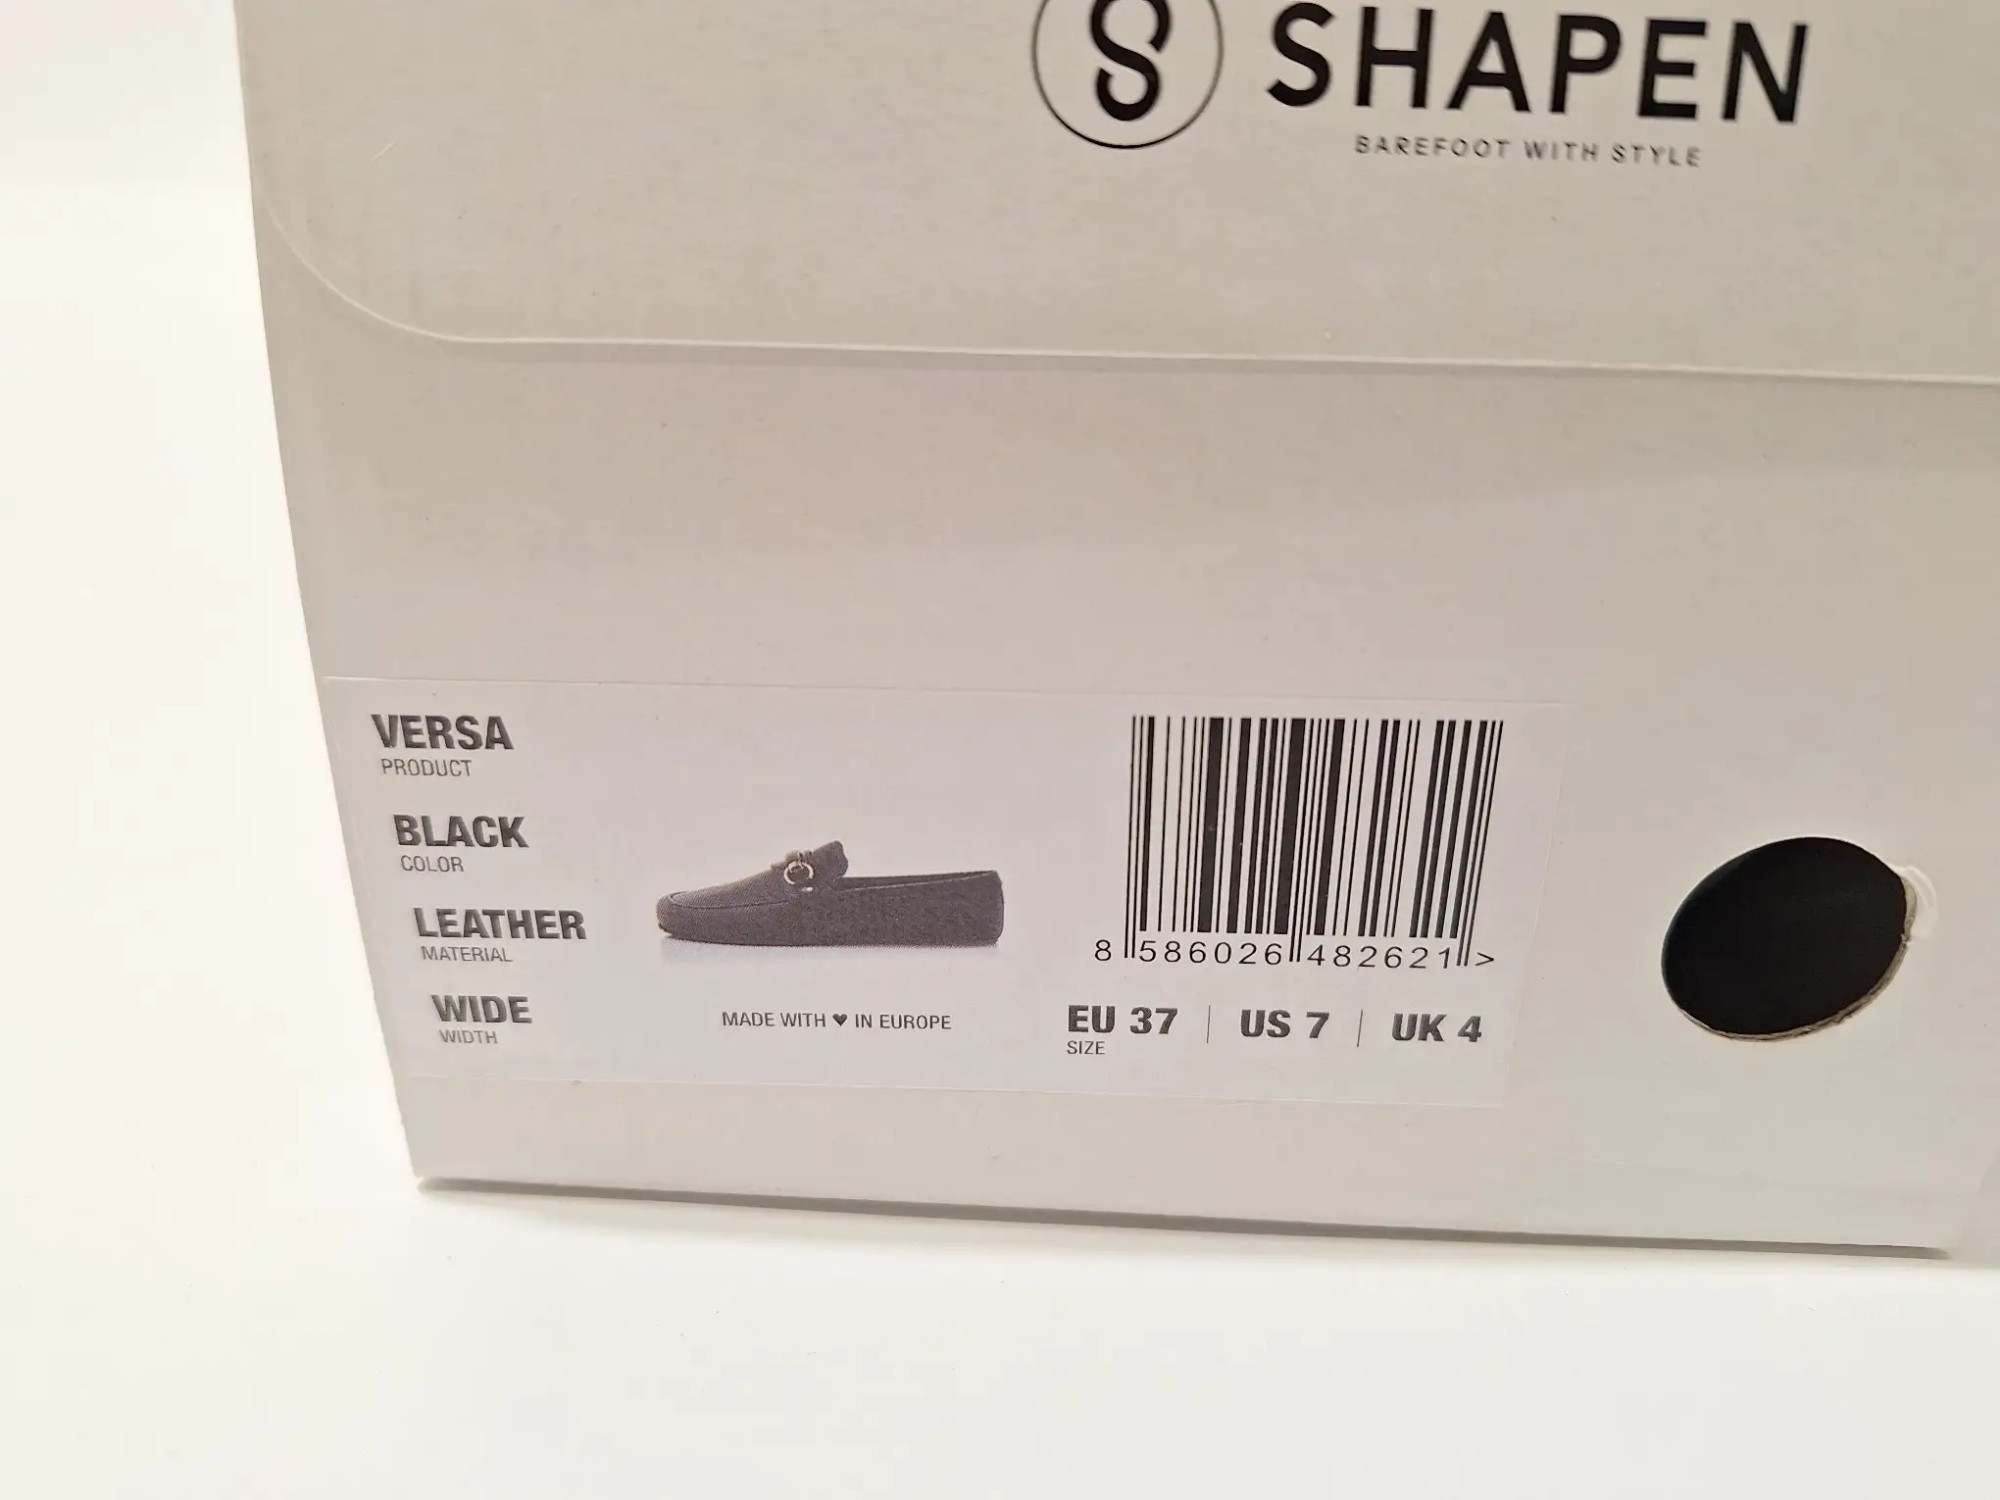 SHAPEN
BAREFOOT WITH STYLE
VERSA
PRODUCT
BLACK
COLOR
LEATHER
MATERIAL
WIDE
WIDTH
MADE WITH ♥ IN EUROPE
8 586026 482621 >
EU 37 | US 7 | UK 4
SIZE